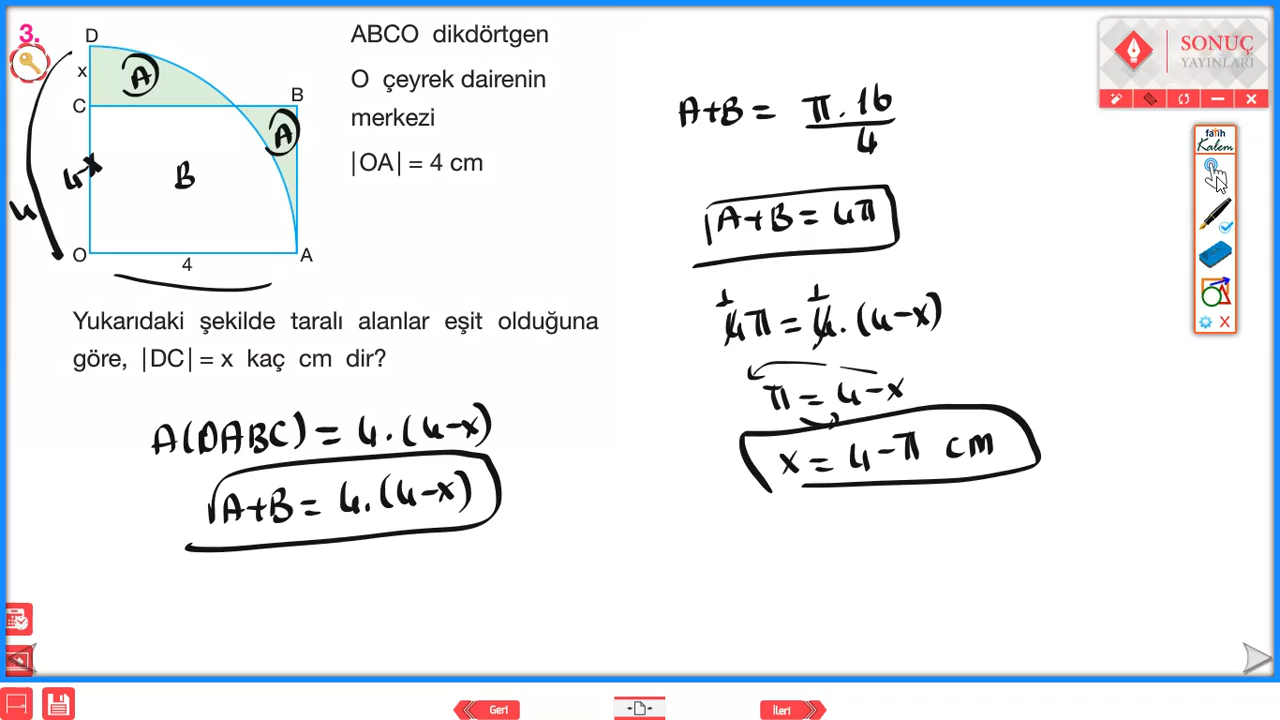 3.
D
x
A
C
B
A
4-x
B
4
O
4
A
ABCO dikdörtgen
O çeyrek dairenin
merkezi
|OA| = 4 cm
Yukarıdaki şekilde taralı alanlar eşit olduğuna
göre, |DC| = x kaç cm dir?
A(OABC) = 4.(4-x)
A+B = 4.(4-x)
A+B = π.16
4
A+B = 4π
1 1
4π = 4.(4-x)
π = 4-x
x = 4-π cm
SONUÇ
YAYINLARI
fatih
Kalem
Geri
İleri